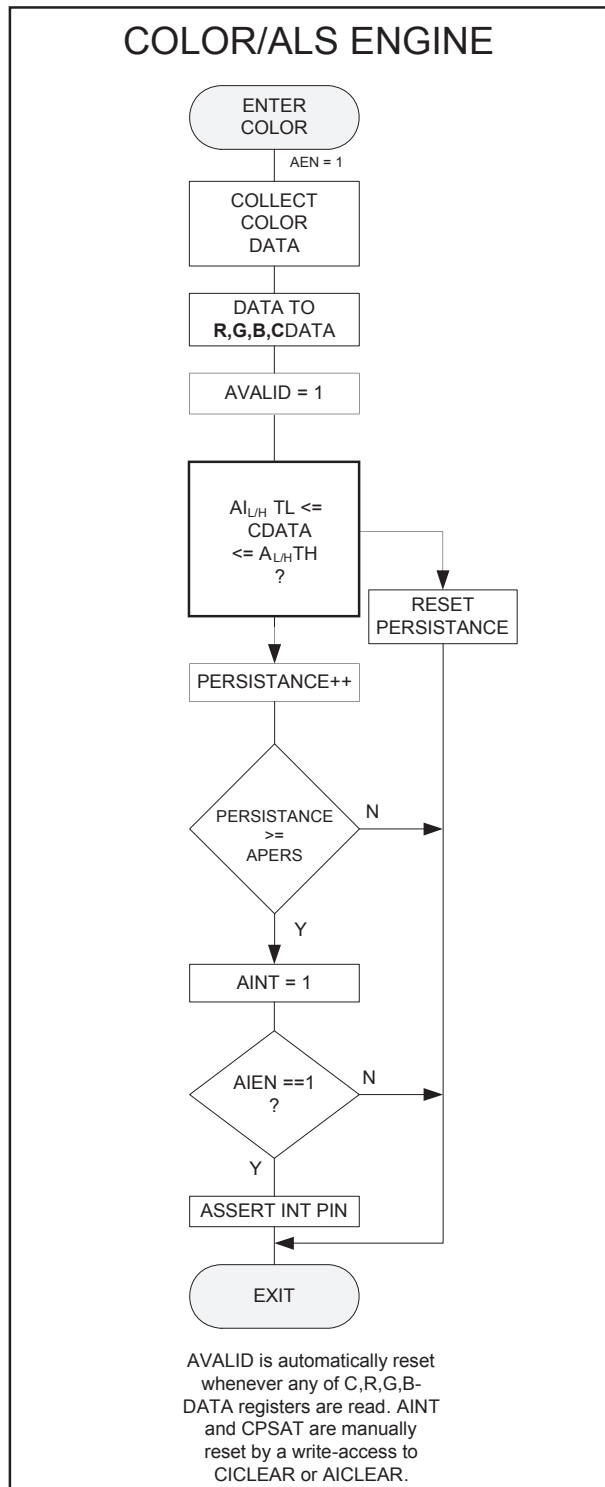 COLOR/ALS ENGINE
ENTER
COLOR
AEN = 1
COLLECT
COLOR
DATA
DATA TO
R,G,B,CDATA
AVALID = 1
AIL/H TL <=
CDATA
<= AL/HTH
?
RESET
PERSISTANCE
PERSISTANCE++
PERSISTANCE
>=
APERS
N
Y
AINT = 1
AIEN ==1
?
N
Y
ASSERT INT PIN
EXIT
AVALID is automatically reset
whenever any of C,R,G,B-
DATA registers are read. AINT
and CPSAT are manually
reset by a write-access to
CICLEAR or AICLEAR.